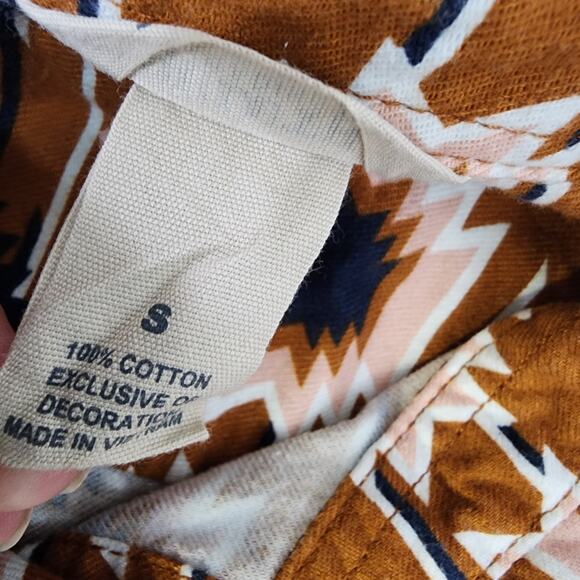 S
100% COTTON
EXCLUSIVE OF
DECORATION
MADE IN VIETNAM